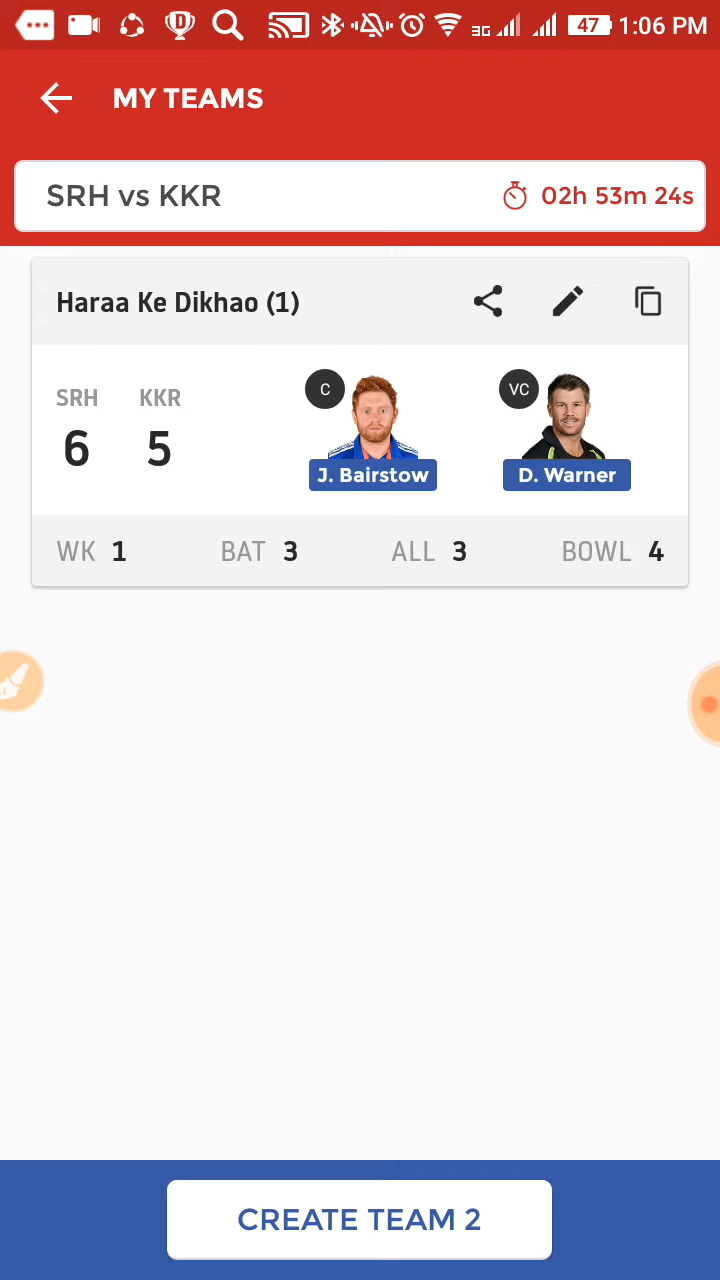 3G 47 1:06 PM
MY TEAMS
SRH vs KKR 02h 53m 24s
Haraa Ke Dikhao (1)
SRH KKR C VC
6 5
J. Bairstow D. Warner
WK 1 BAT 3 ALL 3 BOWL 4
CREATE TEAM 2